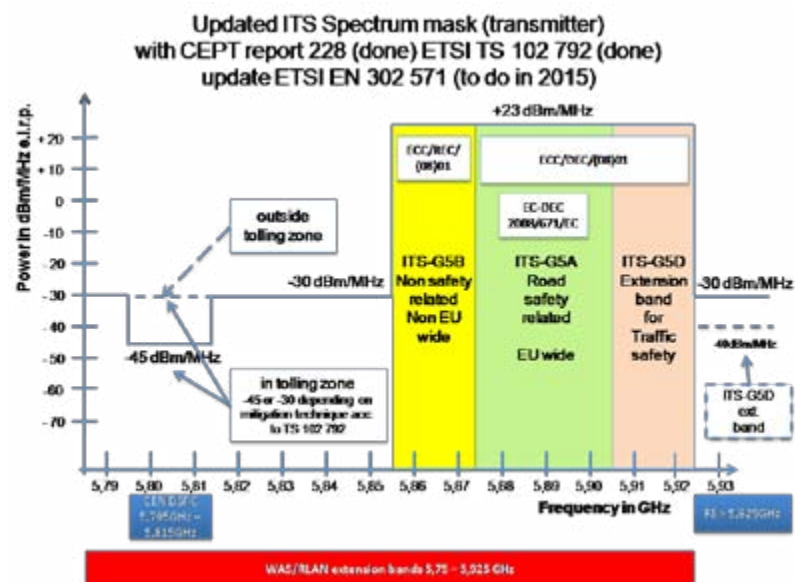 Updated ITS Spectrum mask (transmitter)
with CEPT report 228 (done) ETSI TS 102 792 (done)
update ETSI EN 302 571 (to do in 2015)
Power in dBm/MHz e.i.r.p.
+23 dBm/MHz
+20
+10
0
-10
-20
-30
-40
-50
-60
-70
ECC/REC/
(08)01
ECC/DEC/(08)01
EC-DEC
2008/671/EC
outside
tolling zone
-30 dBm/MHz
ITS-G5B
Non safety
related
Non EU
wide
ITS-G5A
Road
safety
related
EU wide
ITS-G5D
Extension
band
for
Traffic
safety
-30 dBm/MHz
-40dBm/MHz
-45 dBm/MHz
in tolling zone
-45 or -30 depending on
mitigation technique acc.
to TS 102 792
ITS-G5D
ext.
band
5,79 5,80 5,81 5,82 5,83 5,84 5,85 5,86 5,87 5,88 5,89 5,90 5,91 5,92 5,93
Frequency in GHz
CEN DSRC
5,795GHz –
5,815GHz
> 5,925GHz
WAS/RLAN extension bands 5,75 – 5,925 GHz